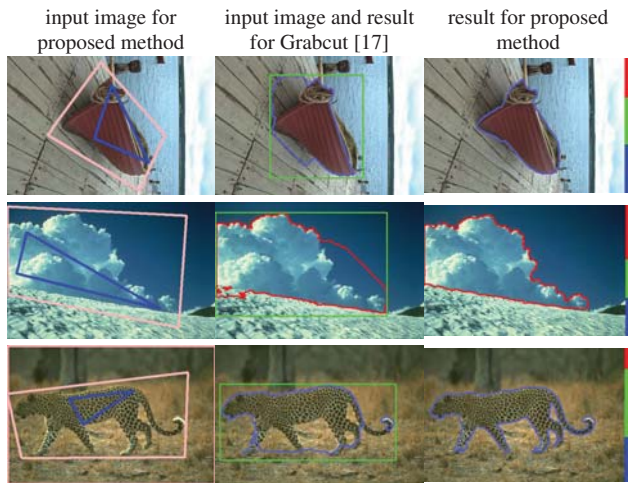 input image for
proposed method
input image and result
for Grabcut [17]
result for proposed
method